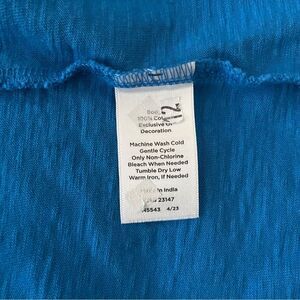 100%
Exclusive Of
Decoration
Machine Wash Cold
Gentle Cycle
Only Non-Chlorine
Bleach When Needed
Tumble Dry Low
Warm Iron, If Needed
In India
23147
4/23